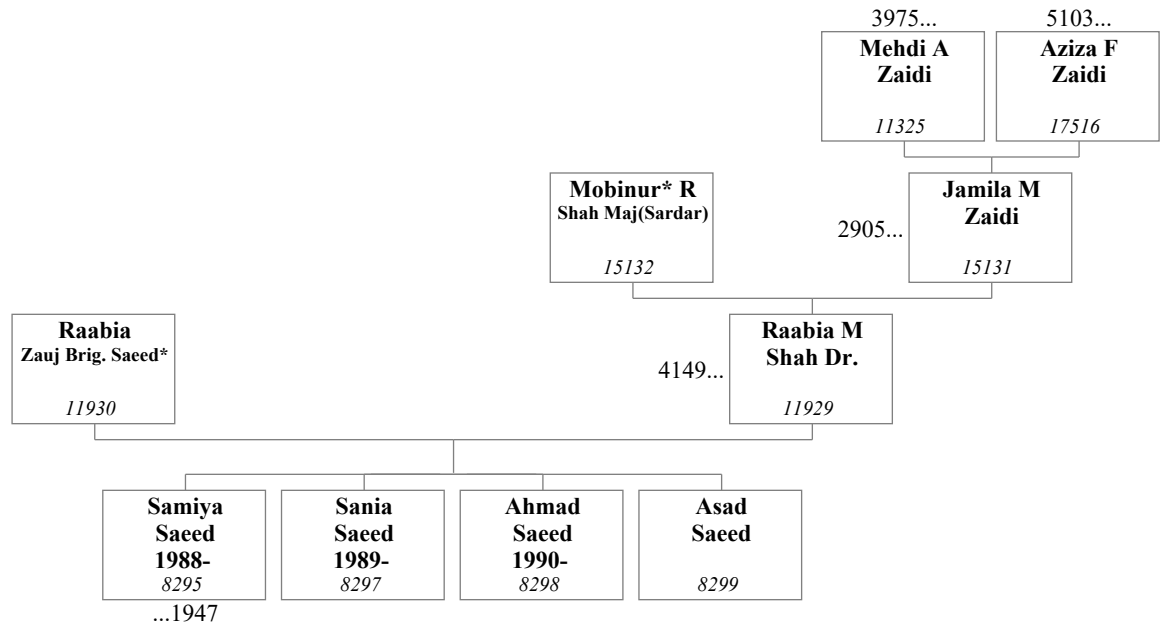 3975...
5103...
Mehdi A
Zaidi
11325
Aziza F
Zaidi
17516
Mobinur* R
Shah Maj(Sardar)
15132
2905...
Jamila M
Zaidi
15131
Raabia
Zauj Brig. Saeed*
11930
4149...
Raabia M
Shah Dr.
11929
Samiya
Saeed
1988-
8295
...1947
Sania
Saeed
1989-
8297
Ahmad
Saeed
1990-
8298
Asad
Saeed
8299